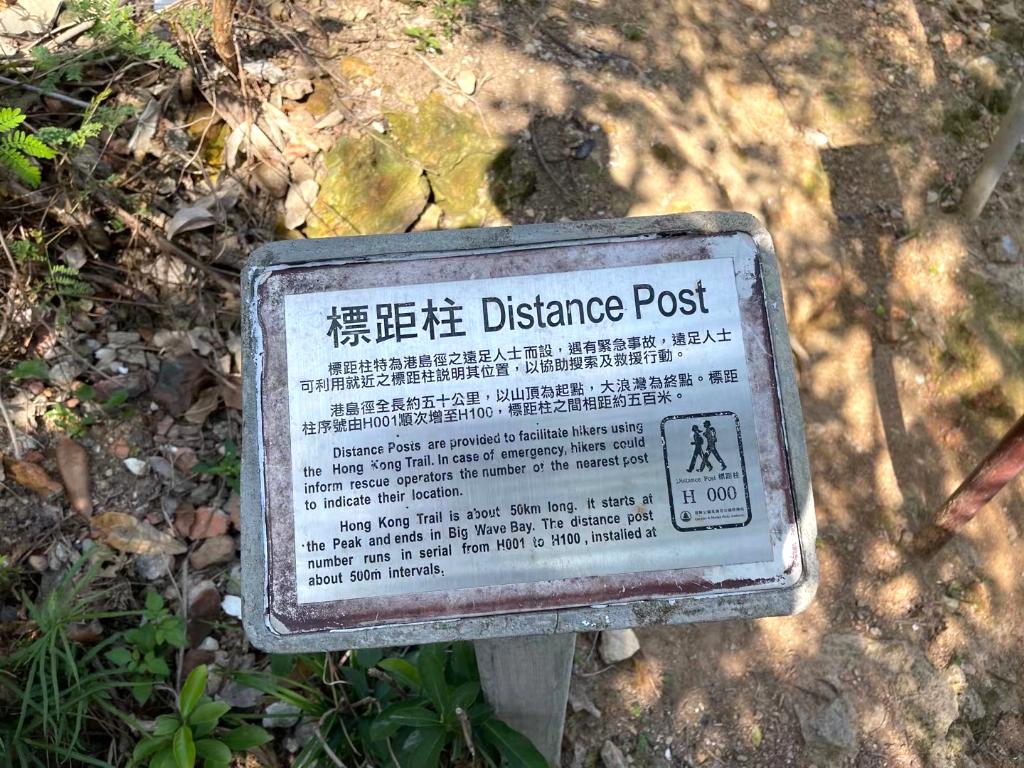 標距柱 Distance Post
標距柱特為港島徑之遠足人士而設，遇有緊急事故，遠足人士
可利用就近之標距柱說明其位置，以協助搜索及救援行動。
港島徑全長約五十公里，以山頂為起點，大浪灣為終點。標距
柱序號由H001順次增至H100，標距柱之間相距約五百米。
Distance Posts are provided to facilitate hikers using
the Hong Kong Trail. In case of emergency, hikers could
inform rescue operators the number of the nearest post
to indicate their location.
Hong Kong Trail is about 50km long. it starts at
the Peak and ends in Big Wave Bay. The distance post
number runs in serial from H001 to H100, installed at
about 500m intervals.
Distance Post 標距柱
H 000